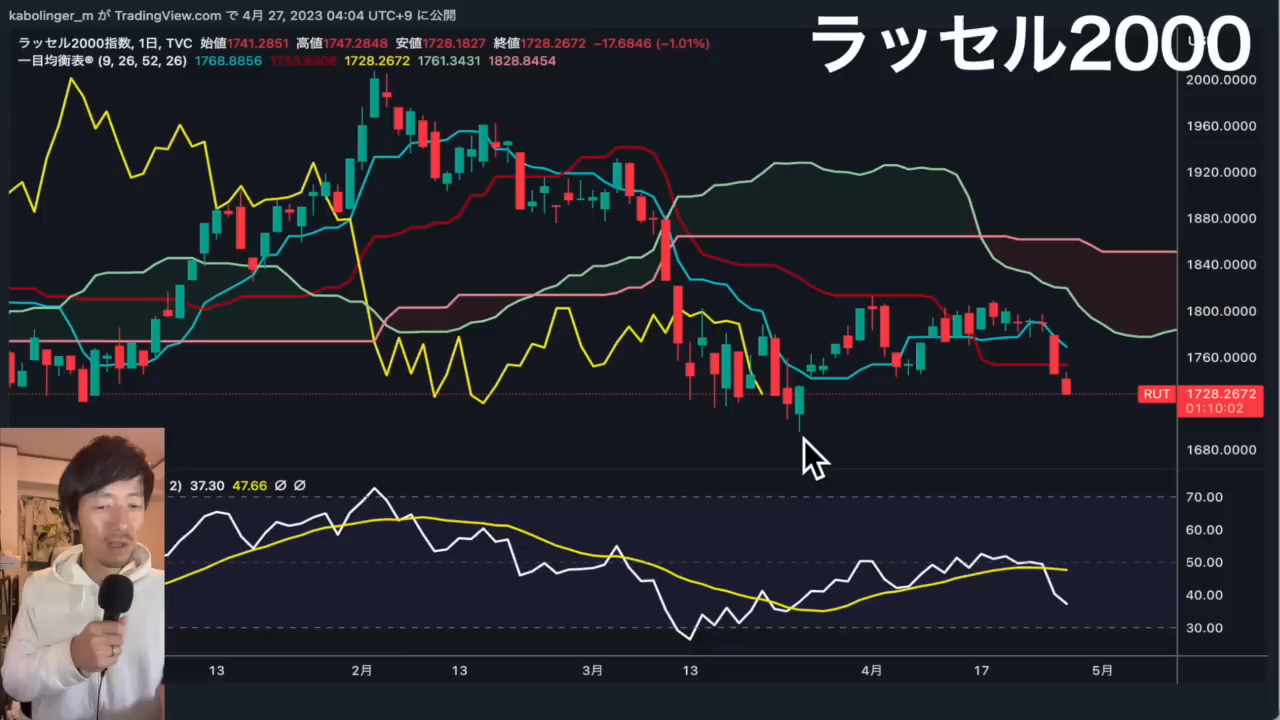 kabolinger_m が TradingView.com で 4月 27, 2023 04:04 UTC+9 に公開
ラッセル2000
ラッセル2000指数, 1日, TVC 始値1741.2851 高値1747.2848 安値1728.1827 終値1728.2672 −17.6846 (−1.01%)
一目均衡表® (9, 26, 52, 26) 1768.8856 1753.8006 1728.2672 1761.3431 1828.8454
2000.0000
1960.0000
1920.0000
1880.0000
1840.0000
1800.0000
1760.0000
RUT 1728.2672
01:10:02
1680.0000
2) 37.30 47.66 Ø Ø
70.00
60.00
50.00
40.00
30.00
13 2月 13 3月 13 4月 17 5月